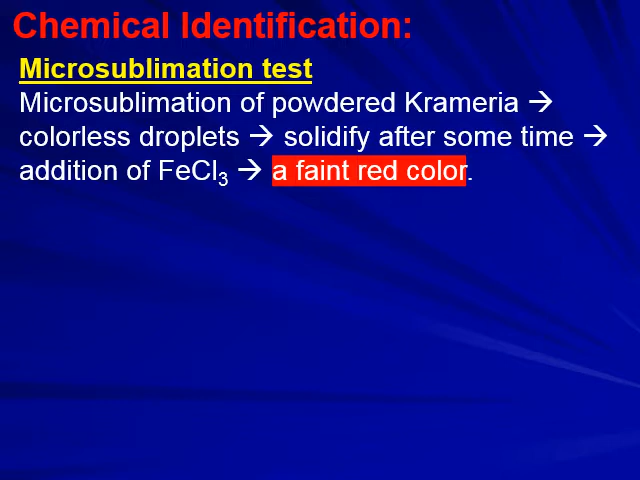 Chemical Identification:
Microsublimation test
Microsublimation of powdered Krameria →
colorless droplets → solidify after some time →
addition of FeCl₃ → a faint red color.